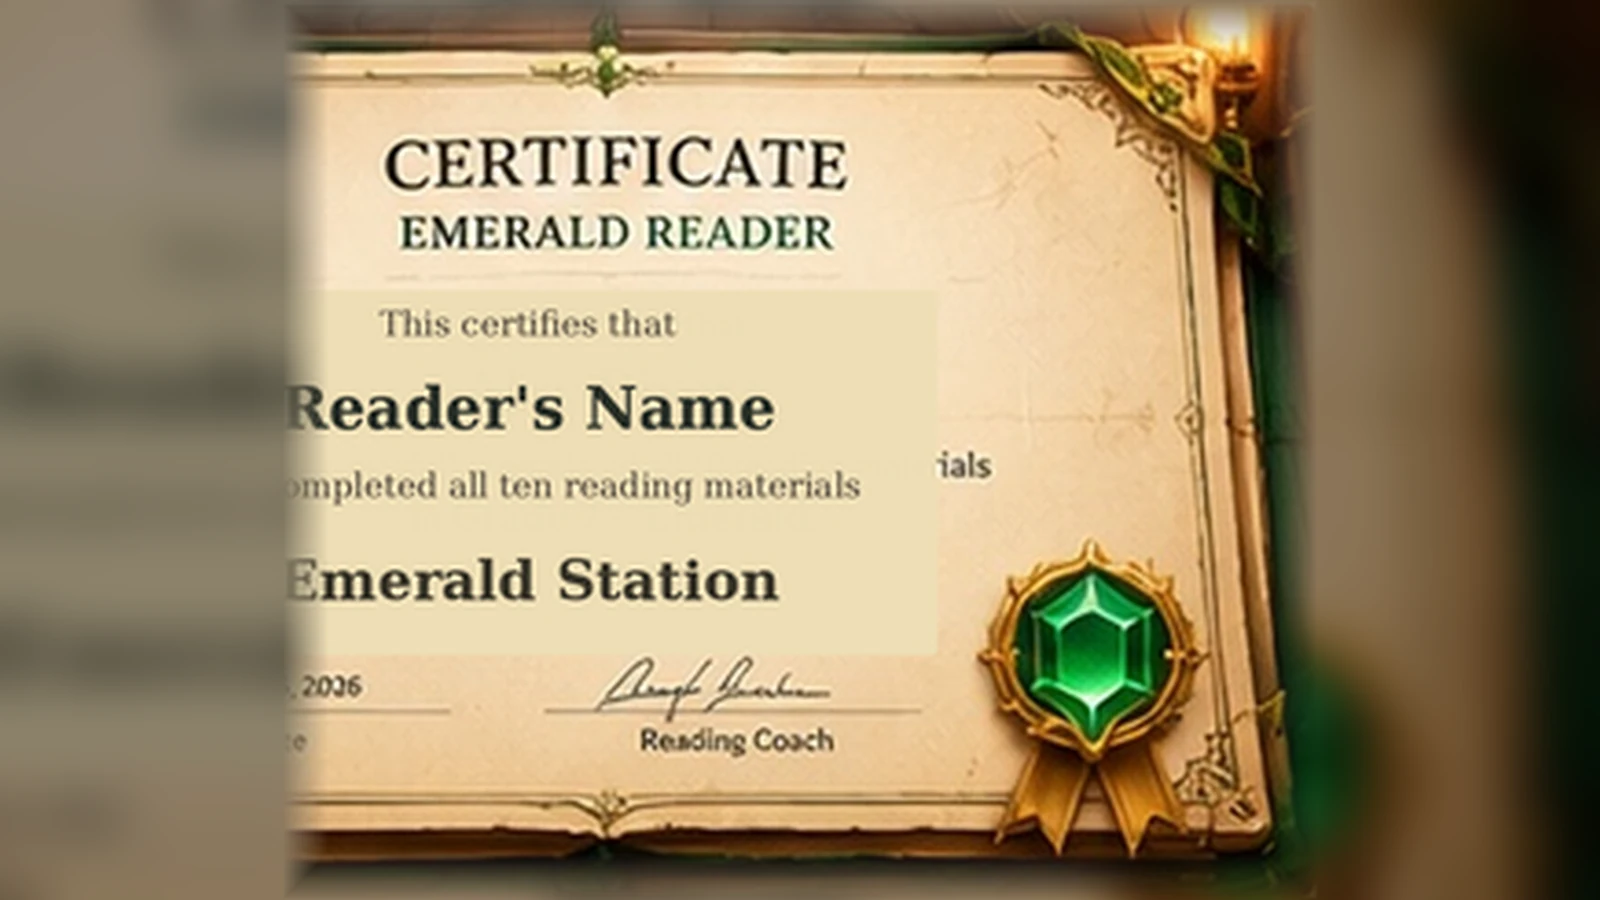 CERTIFICATE
EMERALD READER
This certifies that
Reader's Name
ompleted all ten reading materials
rials
Emerald Station
, 2026
Reading Coach